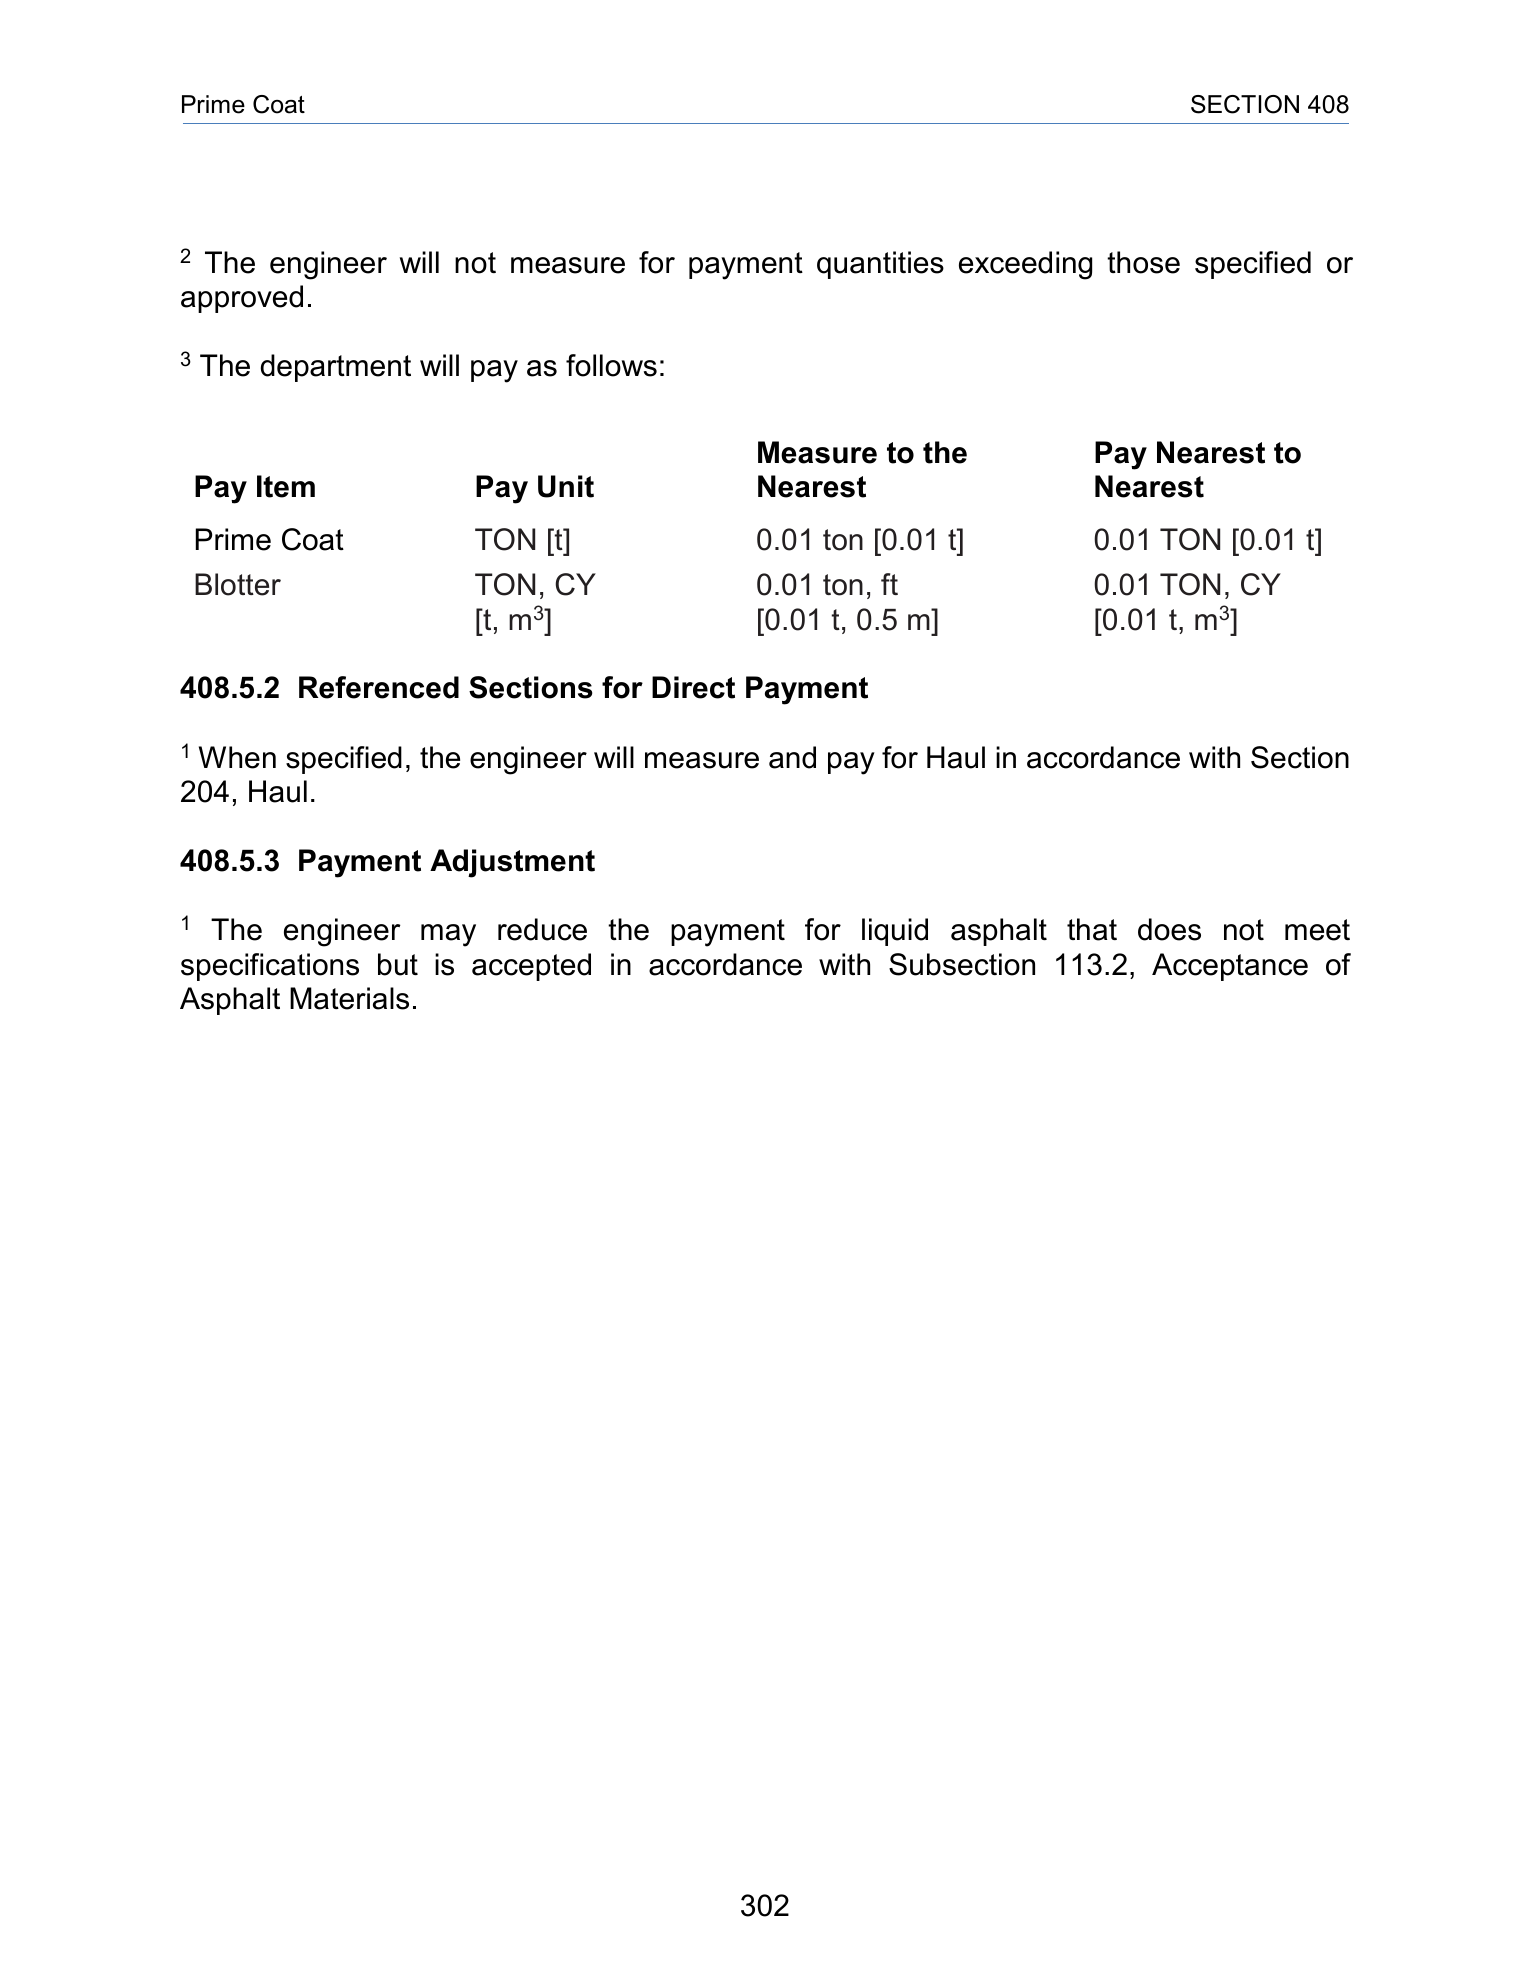 Prime Coat SECTION 408
² The engineer will not measure for payment quantities exceeding those specified or
approved.
³ The department will pay as follows:
Measure to the Pay Nearest to
Pay Item Pay Unit Nearest Nearest
Prime Coat TON [t] 0.01 ton [0.01 t] 0.01 TON [0.01 t]
Blotter TON, CY 0.01 ton, ft 0.01 TON, CY
[t, m³] [0.01 t, 0.5 m] [0.01 t, m³]
408.5.2 Referenced Sections for Direct Payment
¹ When specified, the engineer will measure and pay for Haul in accordance with Section
204, Haul.
408.5.3 Payment Adjustment
¹ The engineer may reduce the payment for liquid asphalt that does not meet
specifications but is accepted in accordance with Subsection 113.2, Acceptance of
Asphalt Materials.
302